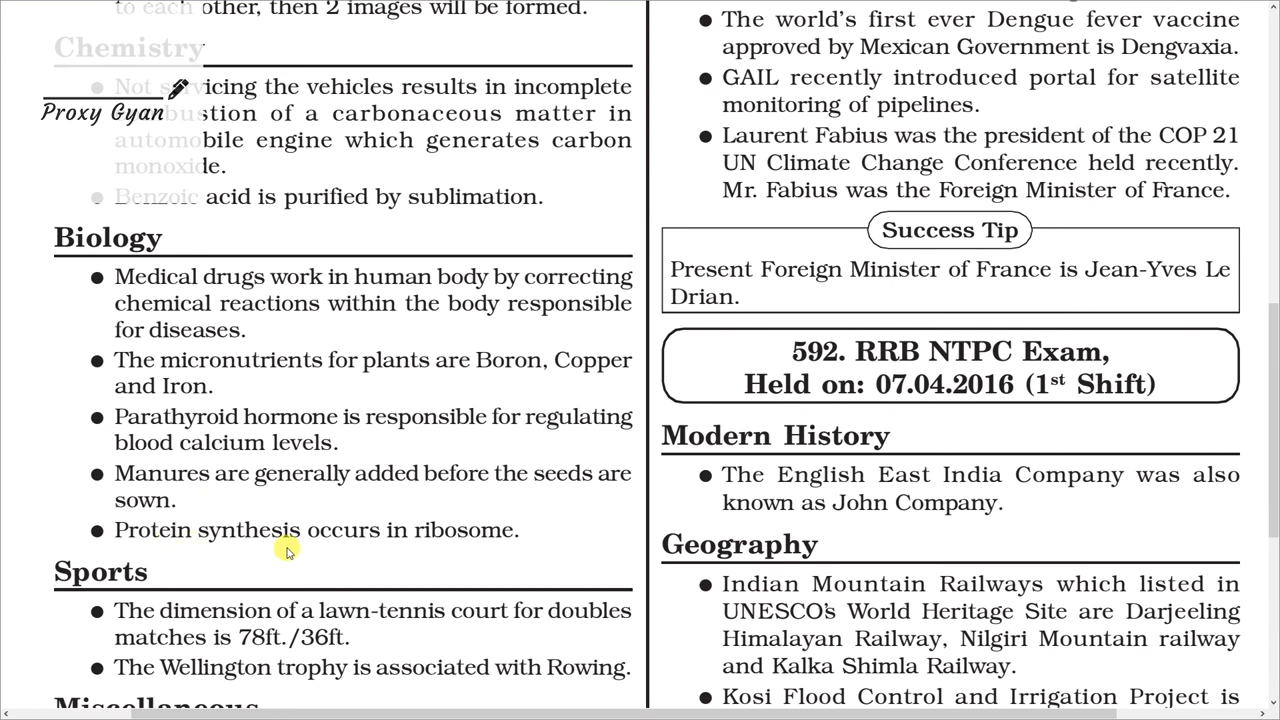 to each other, then 2 images will be formed.
Chemistry
● Not servicing the vehicles results in incomplete
combustion of a carbonaceous matter in
automobile engine which generates carbon
monoxide.
● Benzoic acid is purified by sublimation.
Proxy Gyan
Biology
● Medical drugs work in human body by correcting
chemical reactions within the body responsible
for diseases.
● The micronutrients for plants are Boron, Copper
and Iron.
● Parathyroid hormone is responsible for regulating
blood calcium levels.
● Manures are generally added before the seeds are
sown.
● Protein synthesis occurs in ribosome.
Sports
● The dimension of a lawn-tennis court for doubles
matches is 78ft./36ft.
● The Wellington trophy is associated with Rowing.
Miscellaneous
● The world's first ever Dengue fever vaccine
approved by Mexican Government is Dengvaxia.
● GAIL recently introduced portal for satellite
monitoring of pipelines.
● Laurent Fabius was the president of the COP 21
UN Climate Change Conference held recently.
Mr. Fabius was the Foreign Minister of France.
Success Tip
Present Foreign Minister of France is Jean-Yves Le
Drian.
592. RRB NTPC Exam,
Held on: 07.04.2016 (1st Shift)
Modern History
● The English East India Company was also
known as John Company.
Geography
● Indian Mountain Railways which listed in
UNESCO's World Heritage Site are Darjeeling
Himalayan Railway, Nilgiri Mountain railway
and Kalka Shimla Railway.
● Kosi Flood Control and Irrigation Project is